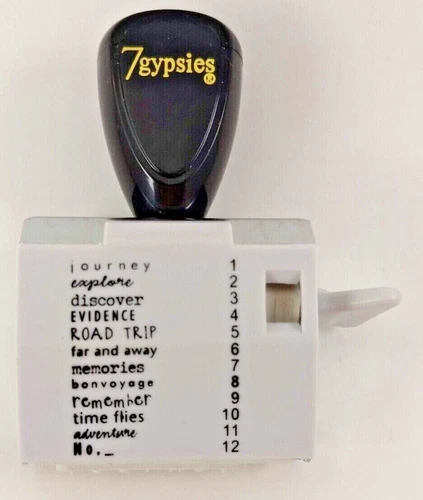 7gypsies
journey 1
explore 2
discover 3
EVIDENCE 4
ROAD TRIP 5
far and away 6
memories 7
bonvoyage 8
remember 9
time flies 10
adventure 11
No._ 12